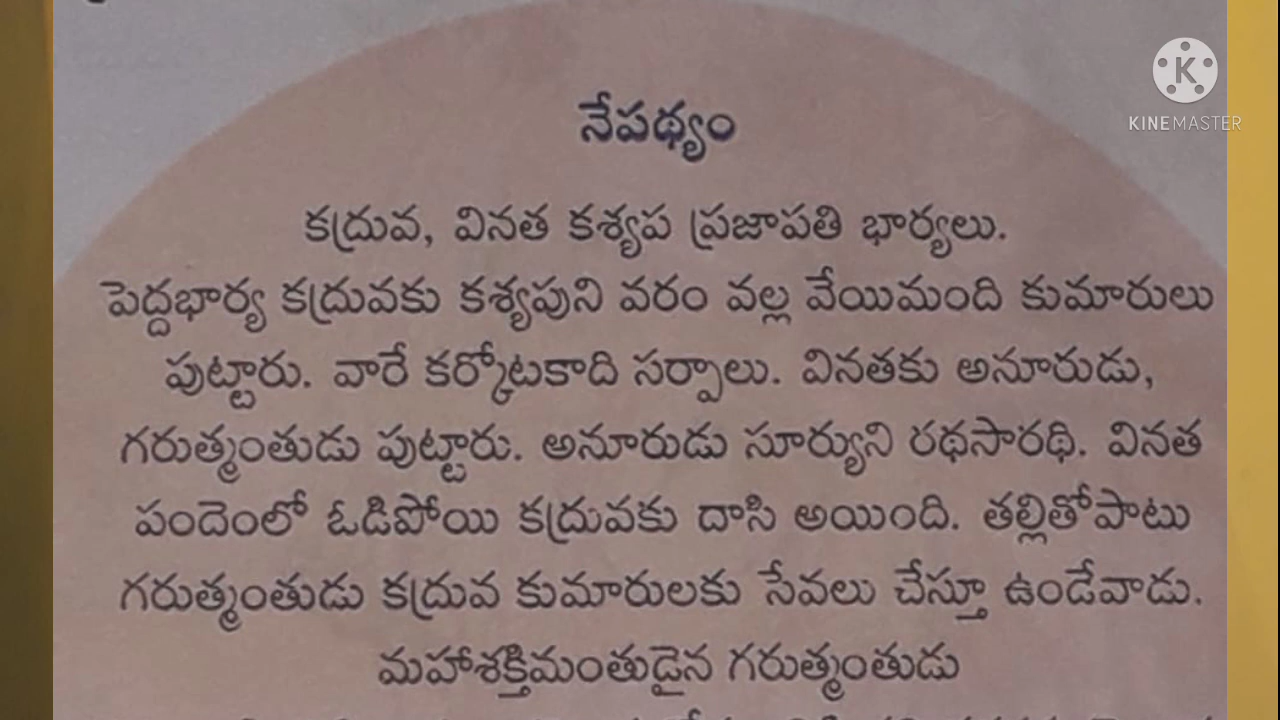 నేపథ్యం
కద్రువ, వినత కశ్యప ప్రజాపతి భార్యలు.
పెద్దభార్య కద్రువకు కశ్యపుని వరం వల్ల వేయిమంది కుమారులు
పుట్టారు. వారే కర్కోటకాది సర్పాలు. వినతకు అనూరుడు,
గరుత్మంతుడు పుట్టారు. అనూరుడు సూర్యుని రథసారథి. వినత
పందెంలో ఓడిపోయి కద్రువకు దాసి అయింది. తల్లితోపాటు
గరుత్మంతుడు కద్రువ కుమారులకు సేవలు చేస్తూ ఉండేవాడు.
మహాశక్తిమంతుడైన గరుత్మంతుడు
K
KINEMASTER